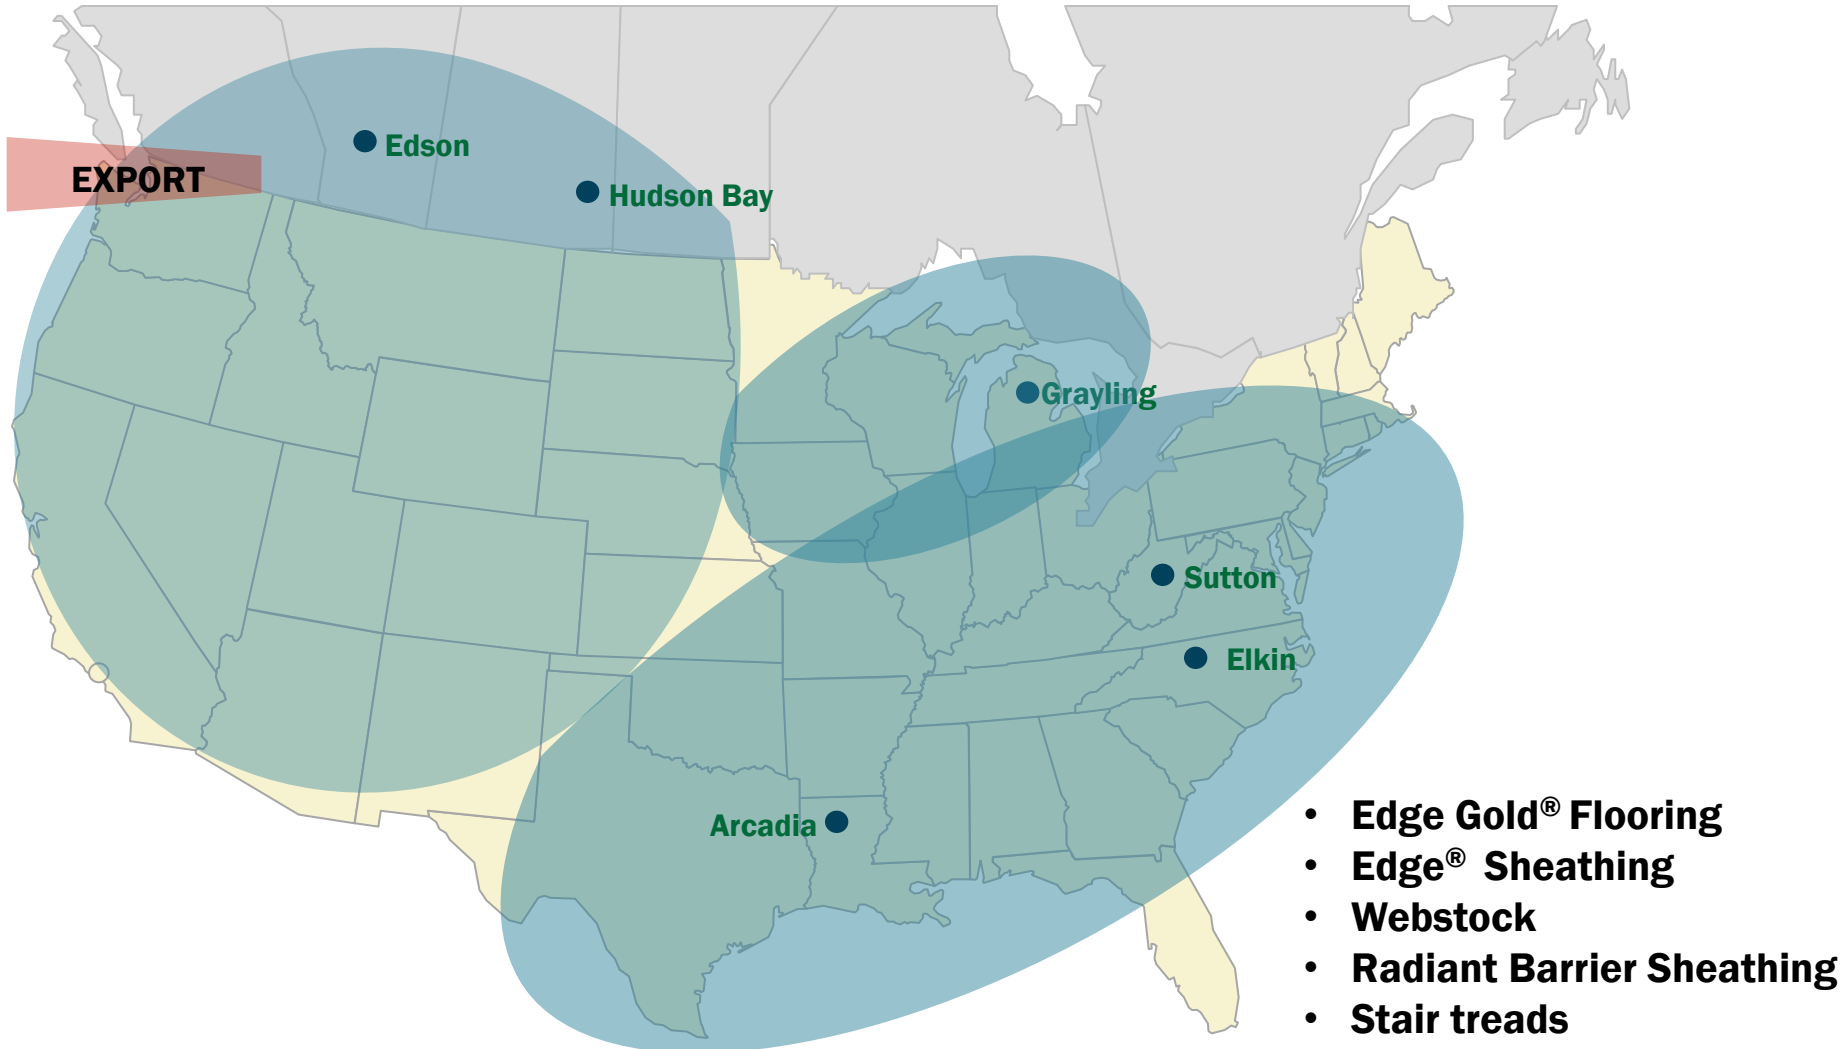 Edson
EXPORT
Hudson Bay
Grayling
Sutton
Elkin
Arcadia
• Edge Gold® Flooring
• Edge® Sheathing
• Webstock
• Radiant Barrier Sheathing
• Stair treads